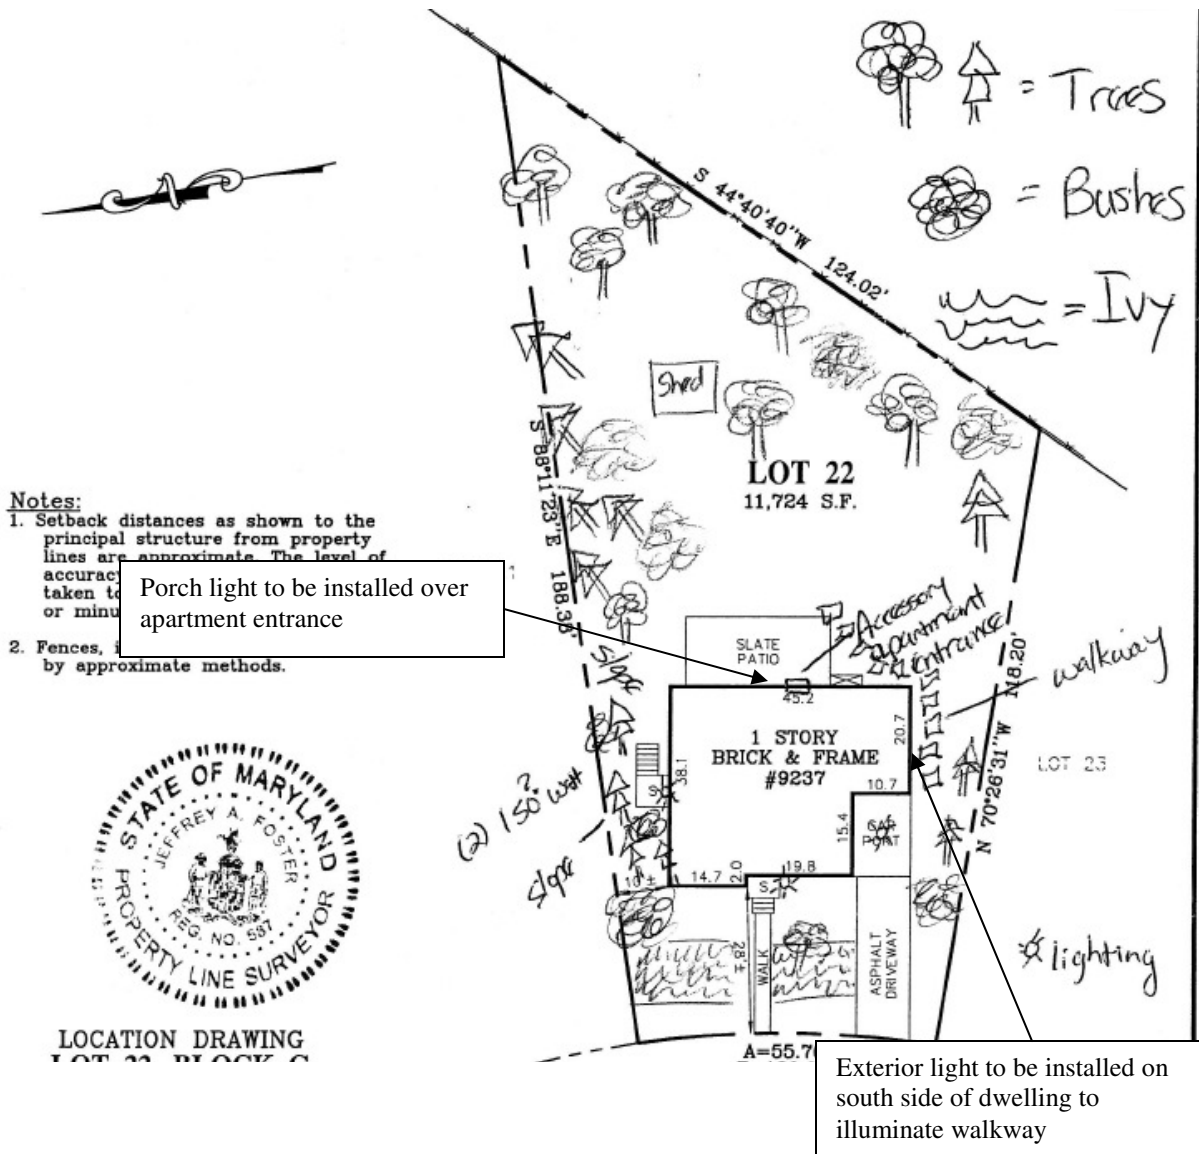 = Trees
= Bushes
= Ivy
S 44°40'40"W 124.02'
Shed
LOT 22
11,724 S.F.
S 88°11'23"E 188.38'
Notes:
1. Setback distances as shown to the
principal structure from property
lines are approximate. The level of
accuracy
taken to
or minu
2. Fences, i
by approximate methods.
Porch light to be installed over
apartment entrance
SLATE
PATIO
Accessory
apartment
entrance
walkway
N 70°26'31"W 118.20'
LOT 23
45.2
1 STORY
BRICK & FRAME
#9237
20.7
38.1
10.7
15.4
CAR
PORT
19.8
2.0
14.7
10'±
S
S
slope
(2) 150? watt
slope
28'±
WALK
ASPHALT
DRIVEWAY
lighting
STATE OF MARYLAND
JEFFREY A. FOSTER
REG. NO. 587
PROPERTY LINE SURVEYOR
LOCATION DRAWING
LOT 22 BLOCK G
A=55.7
Exterior light to be installed on
south side of dwelling to
illuminate walkway